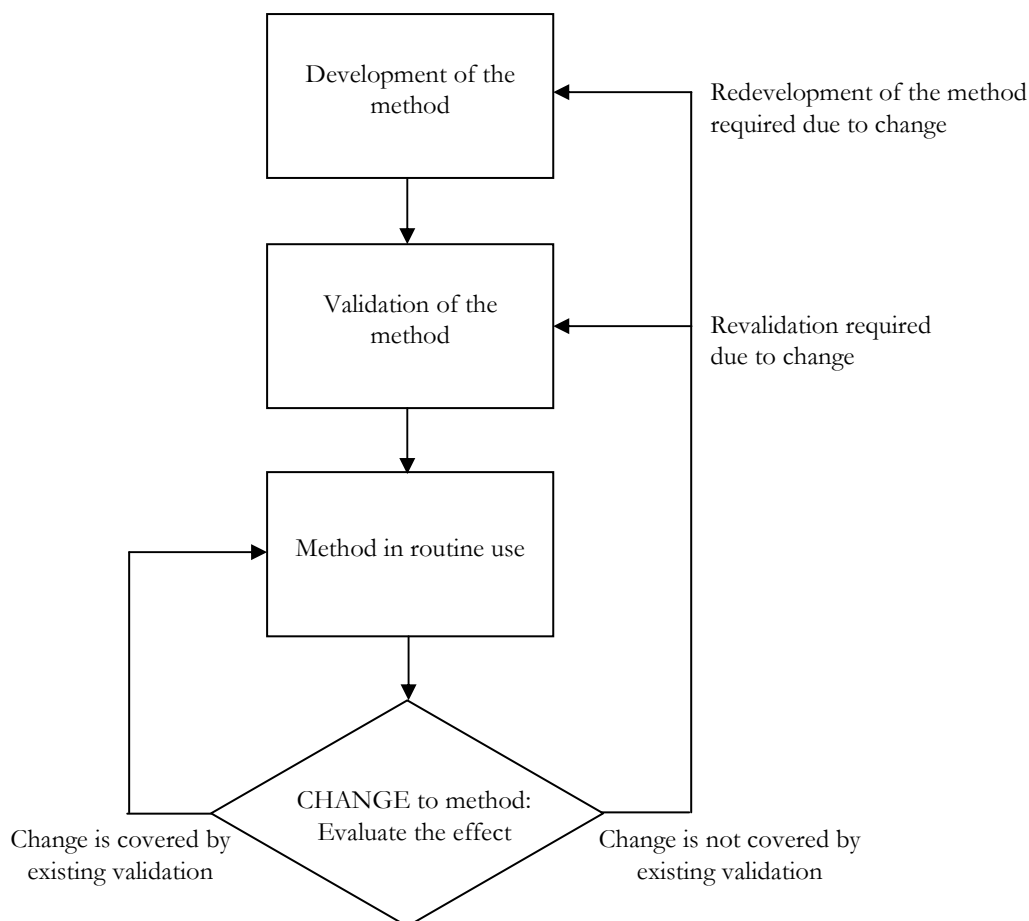 Development of the
method
Redevelopment of the method
required due to change
Validation of the
method
Revalidation required
due to change
Method in routine use
CHANGE to method:
Evaluate the effect
Change is covered by
existing validation
Change is not covered by
existing validation